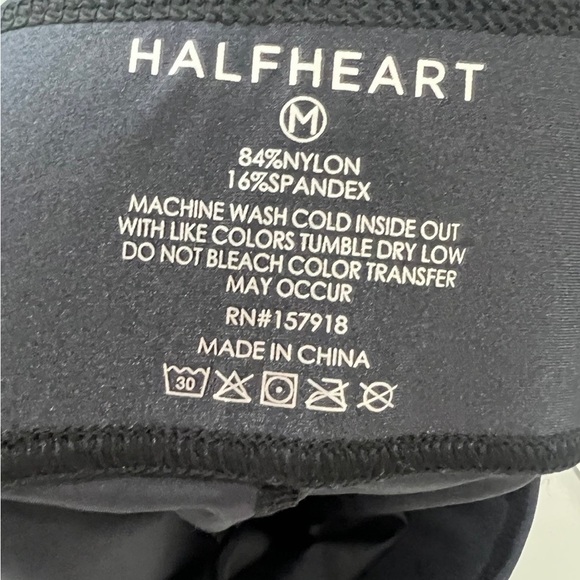 HALFHEART
M
84%NYLON
16%SPANDEX
MACHINE WASH COLD INSIDE OUT
WITH LIKE COLORS TUMBLE DRY LOW
DO NOT BLEACH COLOR TRANSFER
MAY OCCUR
RN#157918
MADE IN CHINA
30